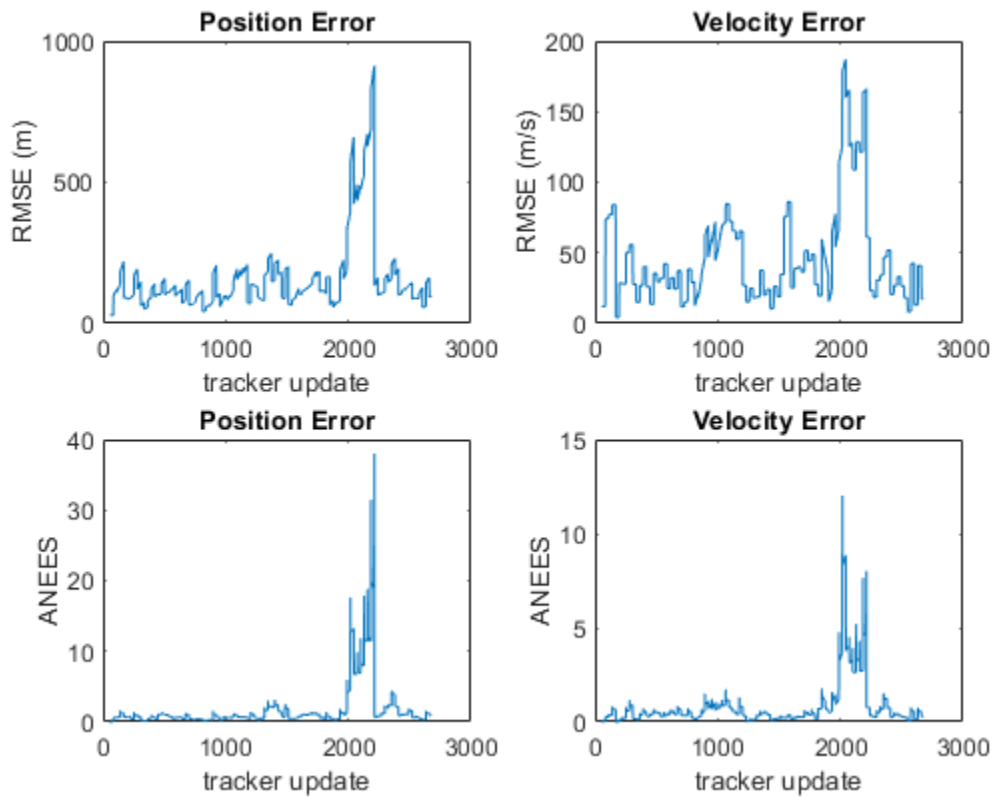 Position Error
1000
500
0
RMSE (m)
0 1000 2000 3000
tracker update
Velocity Error
200
150
100
50
0
RMSE (m/s)
0 1000 2000 3000
tracker update
Position Error
40
30
20
10
0
ANEES
0 1000 2000 3000
tracker update
Velocity Error
15
10
5
0
ANEES
0 1000 2000 3000
tracker update